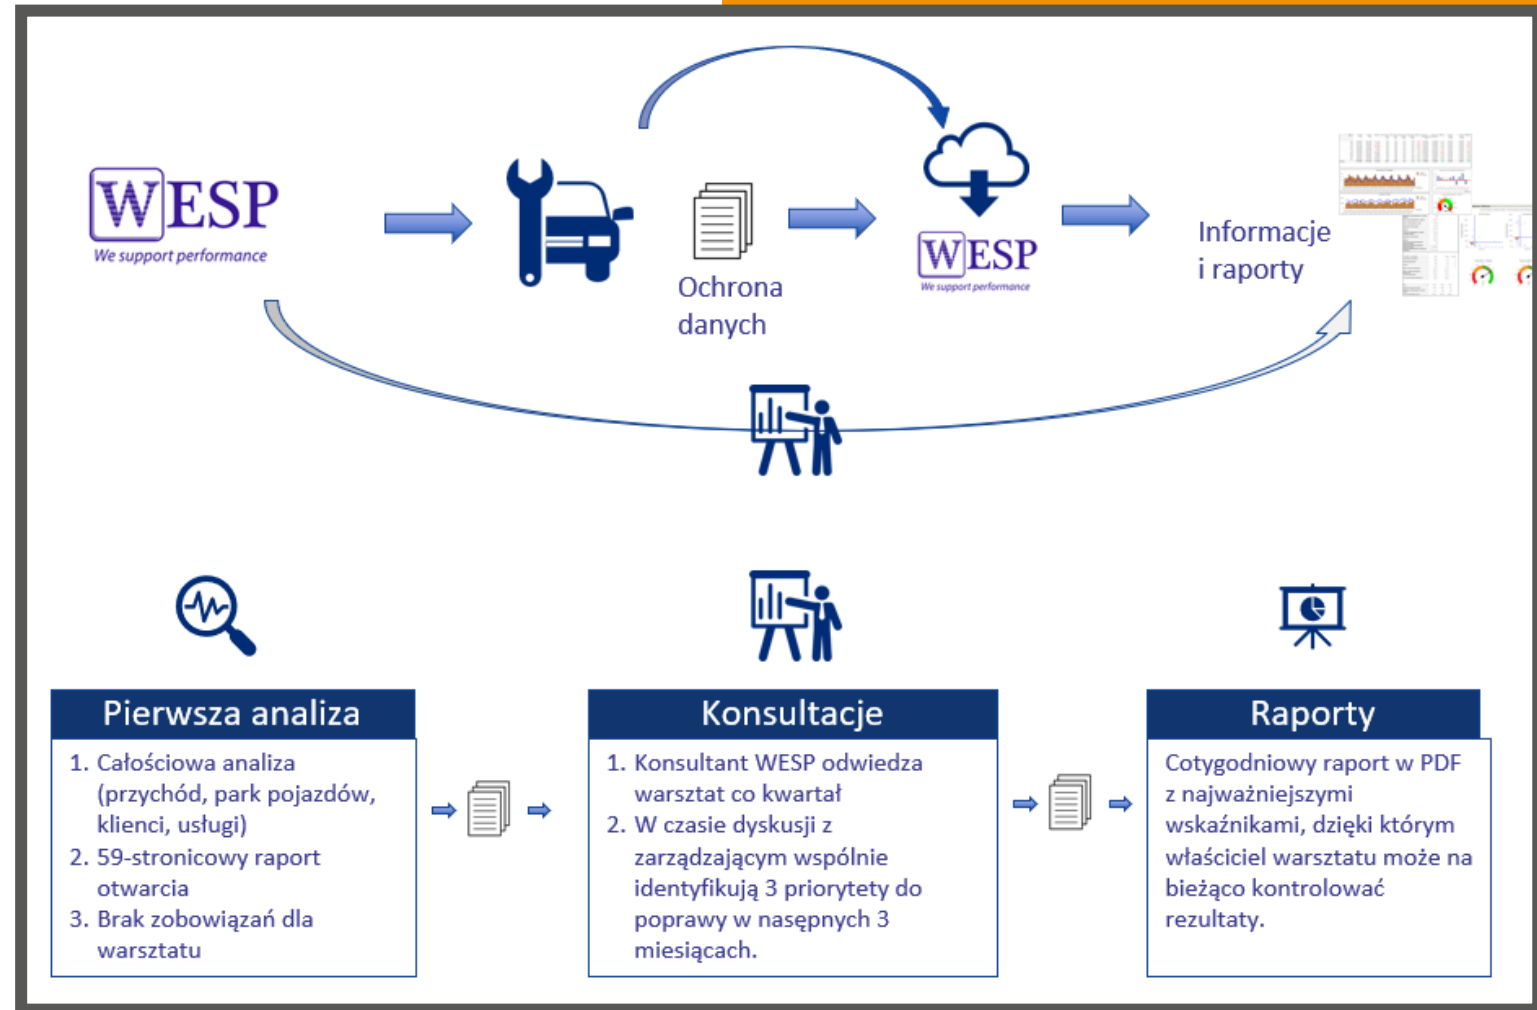 WESP
We support performance
Ochrona
danych
WESP
We support performance
Informacje
i raporty
Pierwsza analiza
1. Całościowa analiza
(przychód, park pojazdów,
klienci, usługi)
2. 59-stronicowy raport
otwarcia
3. Brak zobowiązań dla
warsztatu
Konsultacje
1. Konsultant WESP odwiedza
warsztat co kwartał
2. W czasie dyskusji z
zarządzającym wspólnie
identyfikują 3 priorytety do
poprawy w nasępnych 3
miesiącach.
Raporty
Cotygodniowy raport w PDF
z najważniejszymi
wskaźnikami, dzięki którym
właściciel warsztatu może na
bieżąco kontrolować
rezultaty.